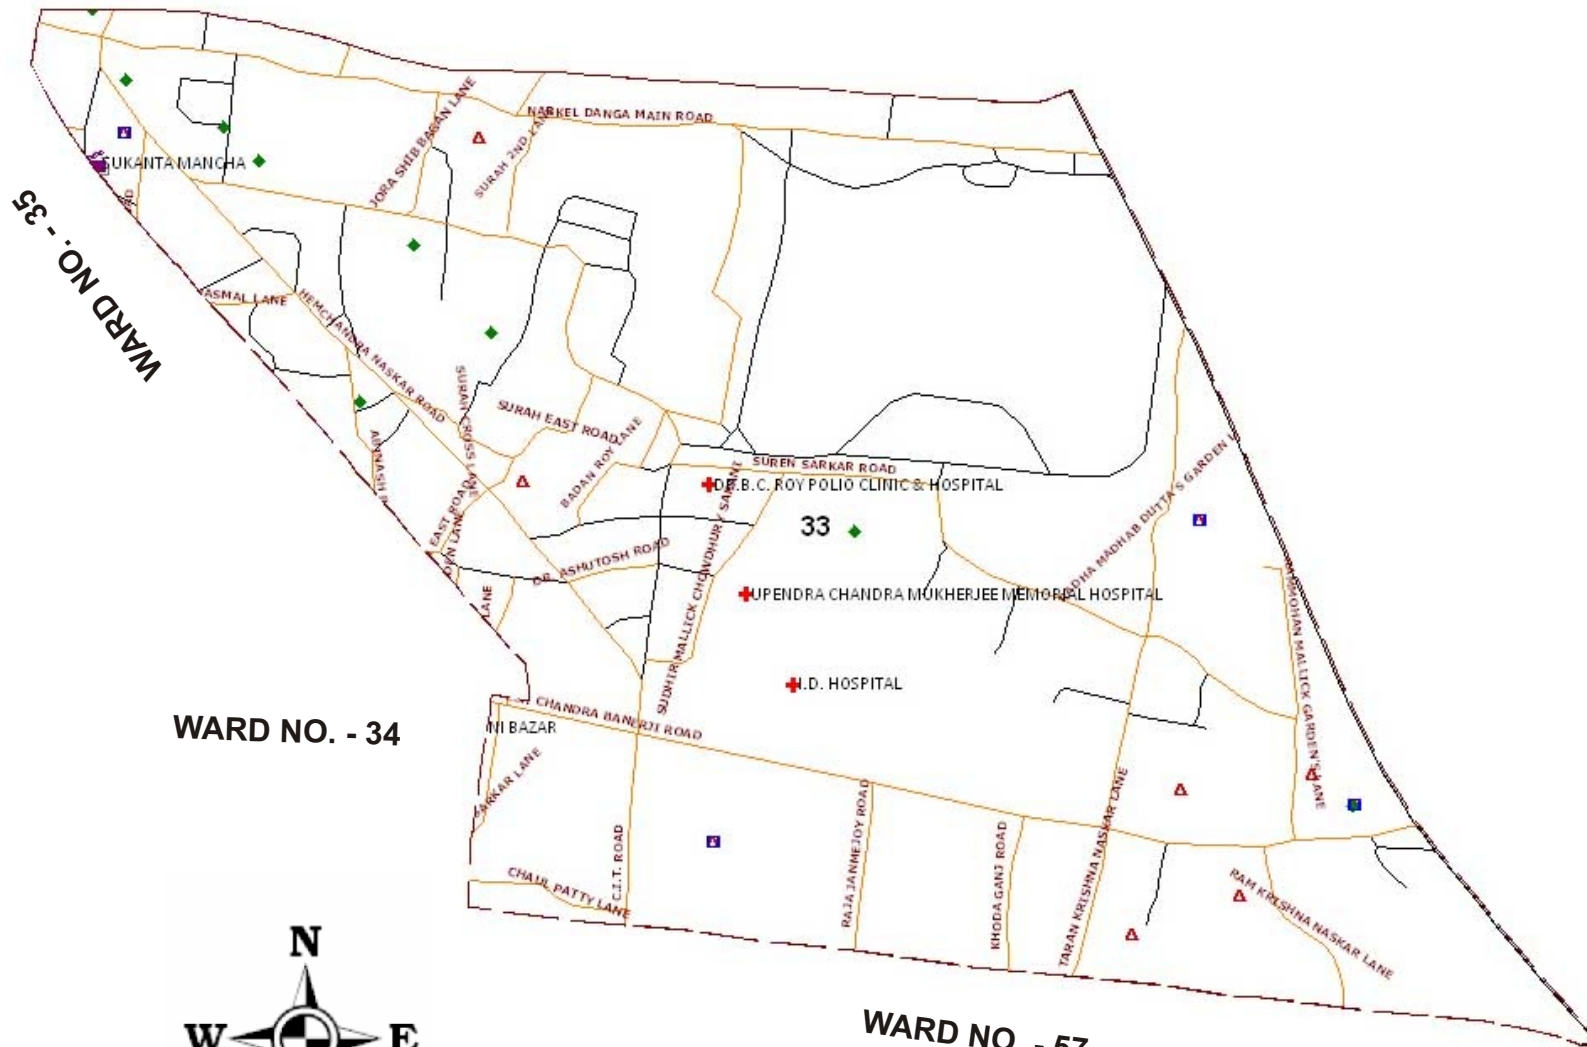 NARKEL DANGA MAIN ROAD
JORA SHIB BAGAN LANE
SURAH 2ND LANE
SUKANTA MANCHA
WARD NO. - 35
HEMCHANDRA NASKAR ROAD
SURAH CROSS LANE
SURAH EAST ROAD
BADAN ROY LANE
SUREN SARKAR ROAD
B.C. ROY POLIO CLINIC & HOSPITAL
33
EAST ROAD
LANE
DR. ASHUTOSH ROAD
SUDHIR MALLICK CHOWDHURY SARANI
UPENDRA CHANDRA MUKHERJEE MEMORIAL HOSPITAL
MADHAB DUTTA'S GARDEN
MOHAN MALLICK GARDEN'S LANE
I.D. HOSPITAL
WARD NO. - 34
CHANDRA BANERJI ROAD
NI BAZAR
SARKAR LANE
C.I.T. ROAD
CHAUL PATTY LANE
RAJA JANMEJOY ROAD
KHODA GANJ ROAD
TARAN KRISHNA NASKAR LANE
RAM KRISHNA NASKAR LANE
N
W E
WARD NO. - 57